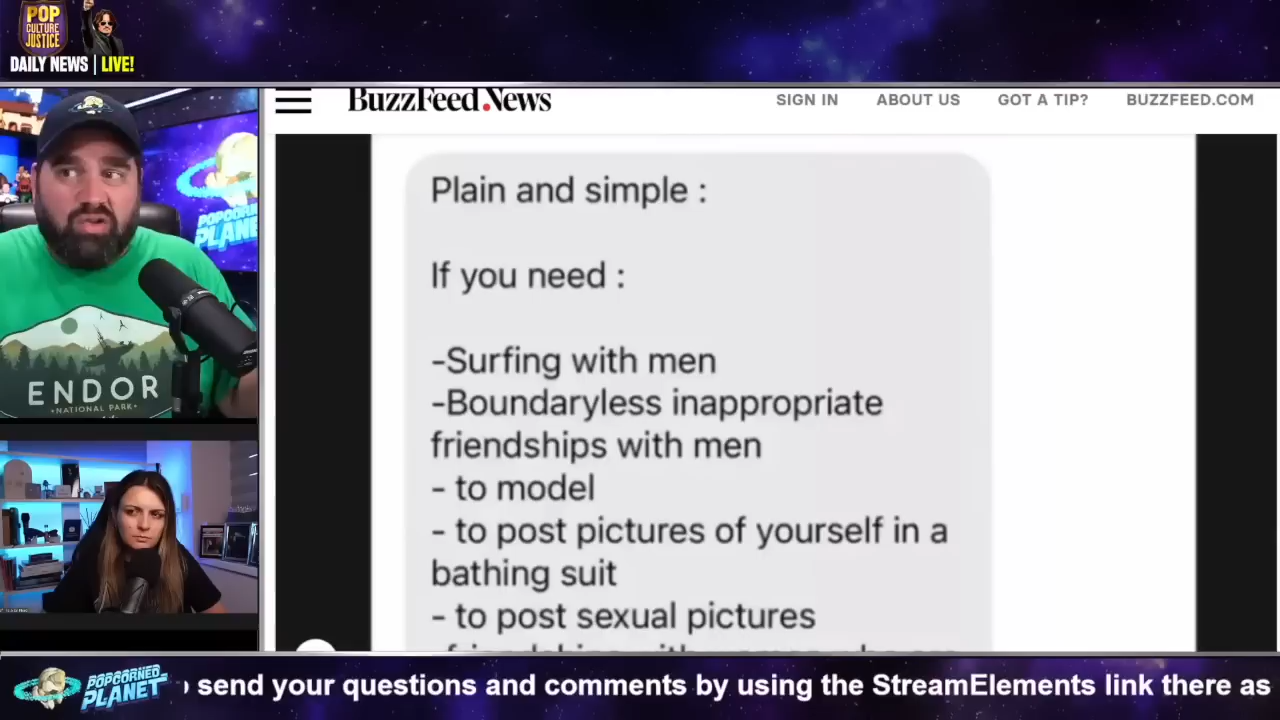 POP
CULTURE
JUSTICE
DAILY NEWS | LIVE!
BuzzFeed.News
SIGN IN
ABOUT US
GOT A TIP?
BUZZFEED.COM
Plain and simple :
If you need :
-Surfing with men
-Boundaryless inappropriate
friendships with men
- to model
- to post pictures of yourself in a
bathing suit
- to post sexual pictures
POPCORNED
PLANET
ENDOR
NATIONAL PARK
POPCORNED
PLANET
send your questions and comments by using the StreamElements link there as